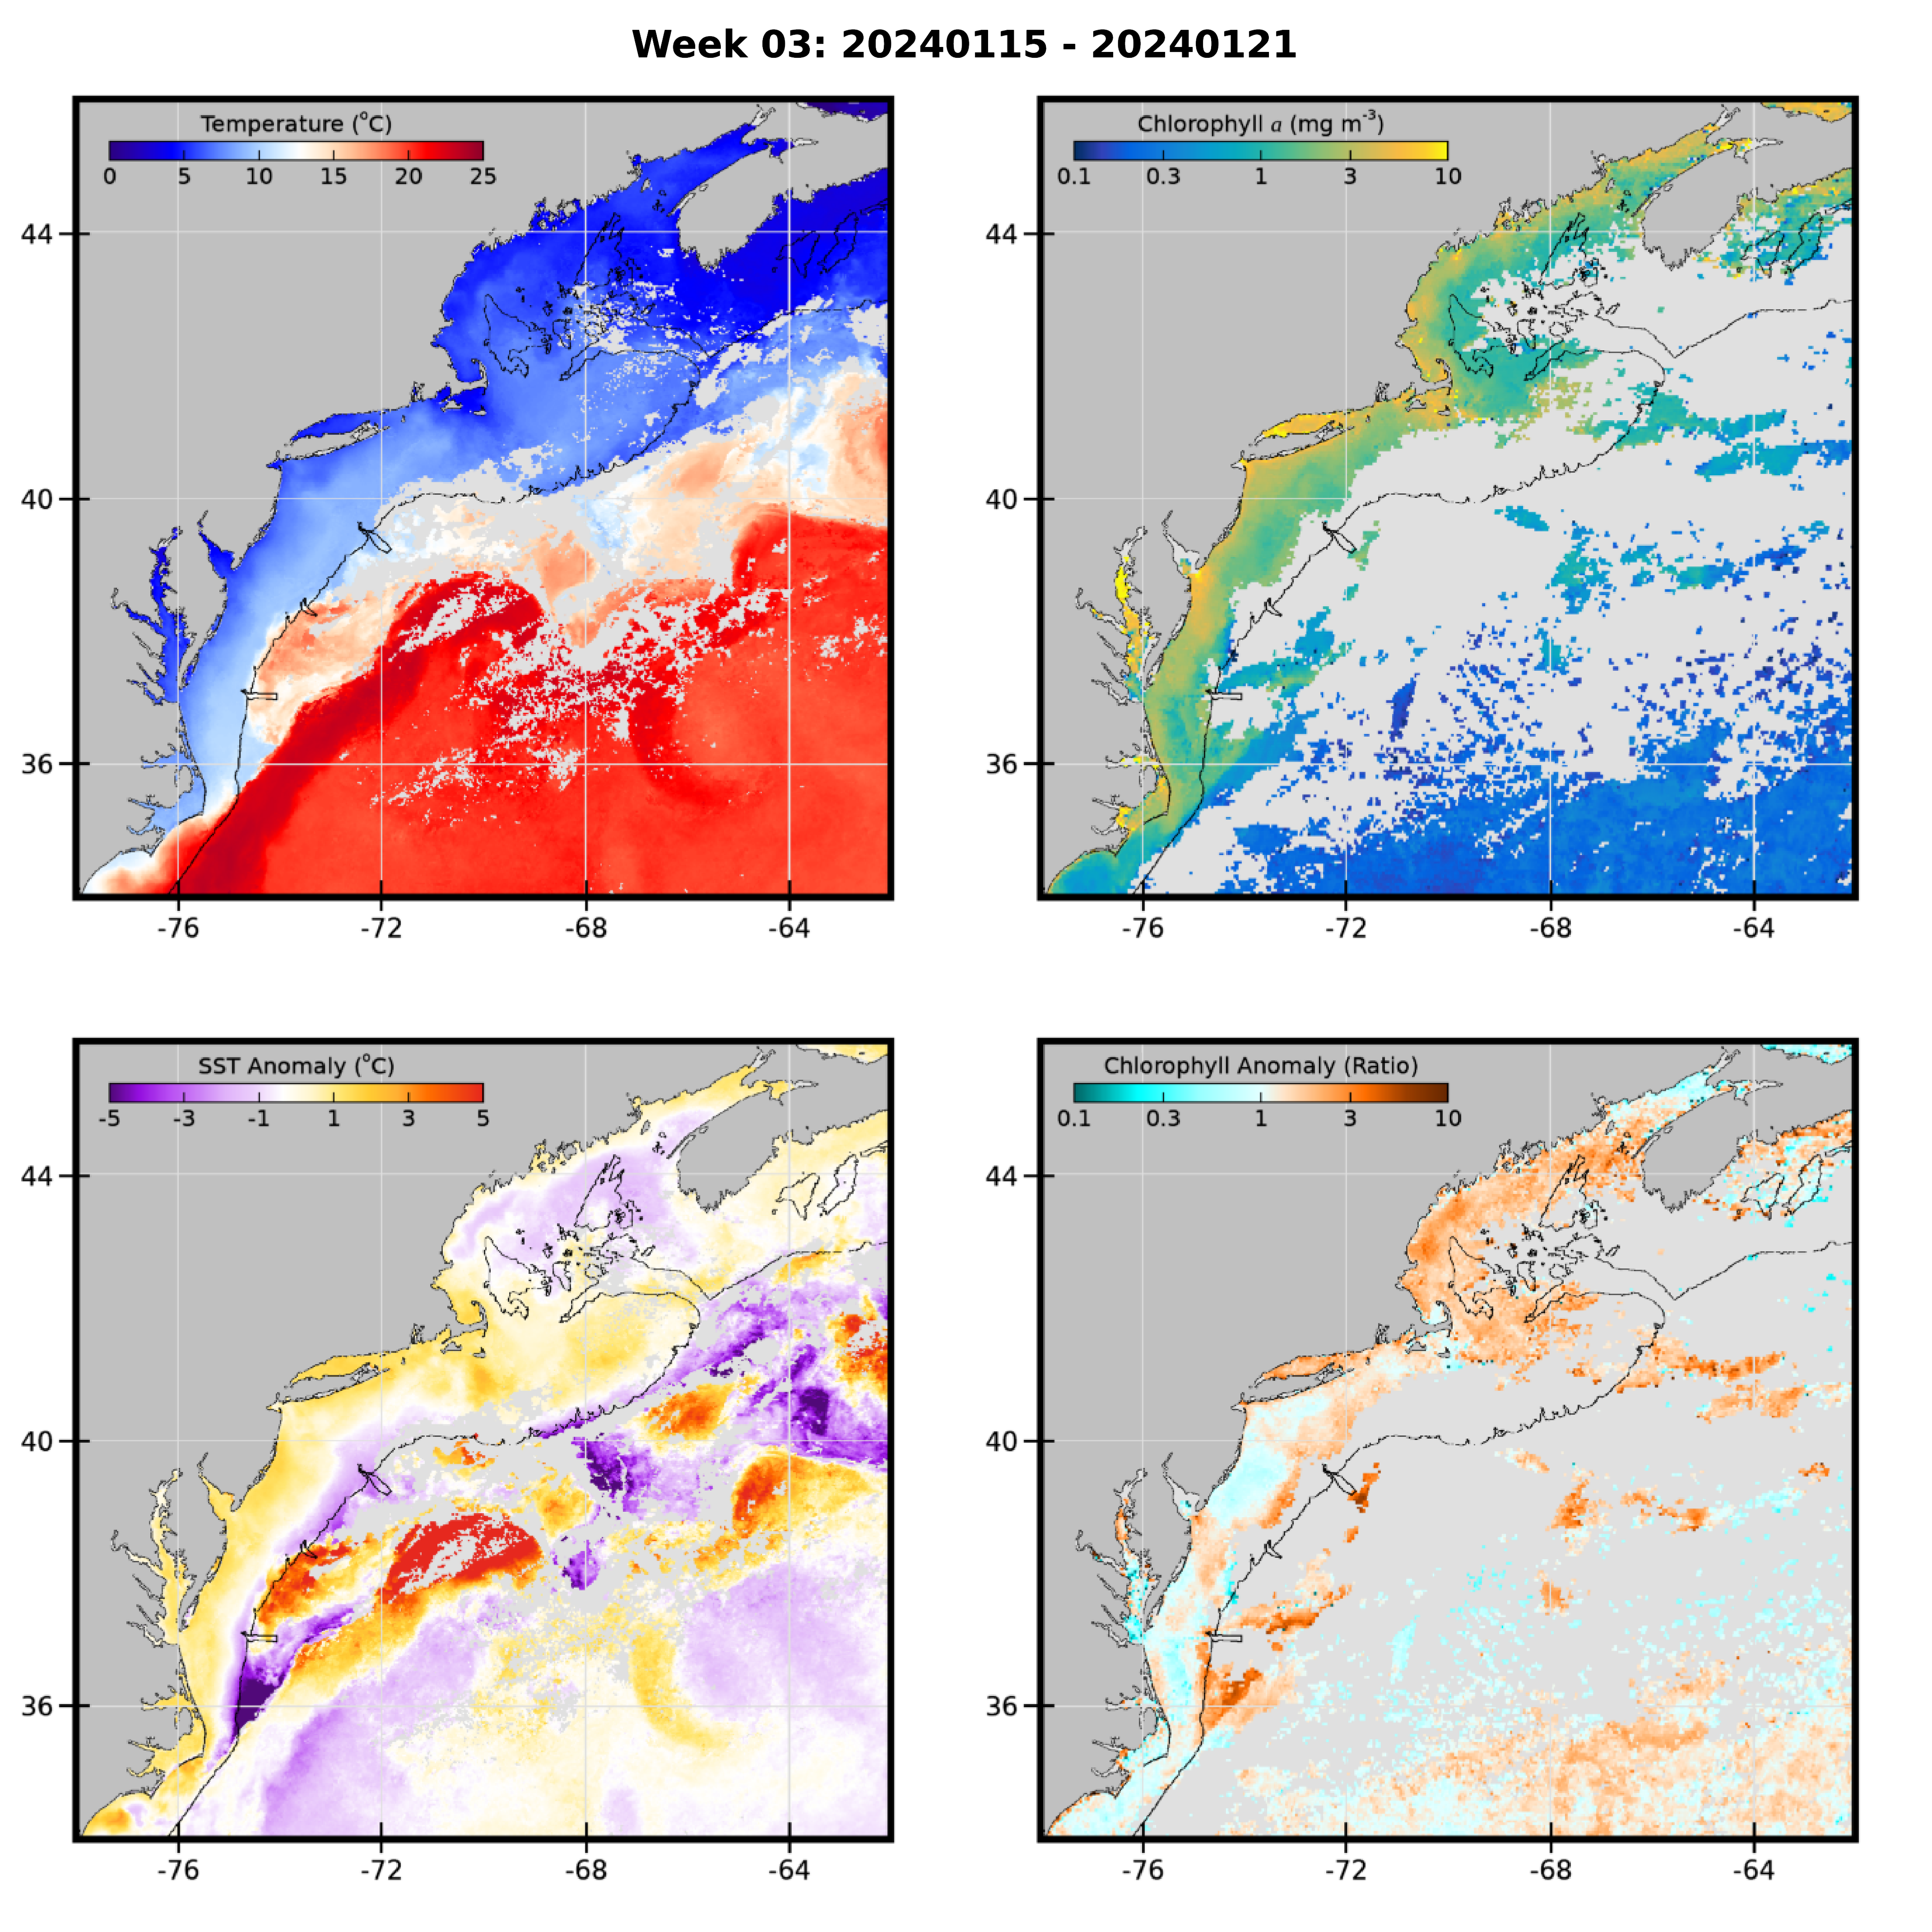 Week 03: 20240115 - 20240121
Temperature (°C)
0 5 10 15 20 25
44
40
36
-76 -72 -68 -64
Chlorophyll a (mg m⁻³)
0.1 0.3 1 3 10
44
40
36
-76 -72 -68 -64
SST Anomaly (°C)
-5 -3 -1 1 3 5
44
40
36
-76 -72 -68 -64
Chlorophyll Anomaly (Ratio)
0.1 0.3 1 3 10
44
40
36
-76 -72 -68 -64